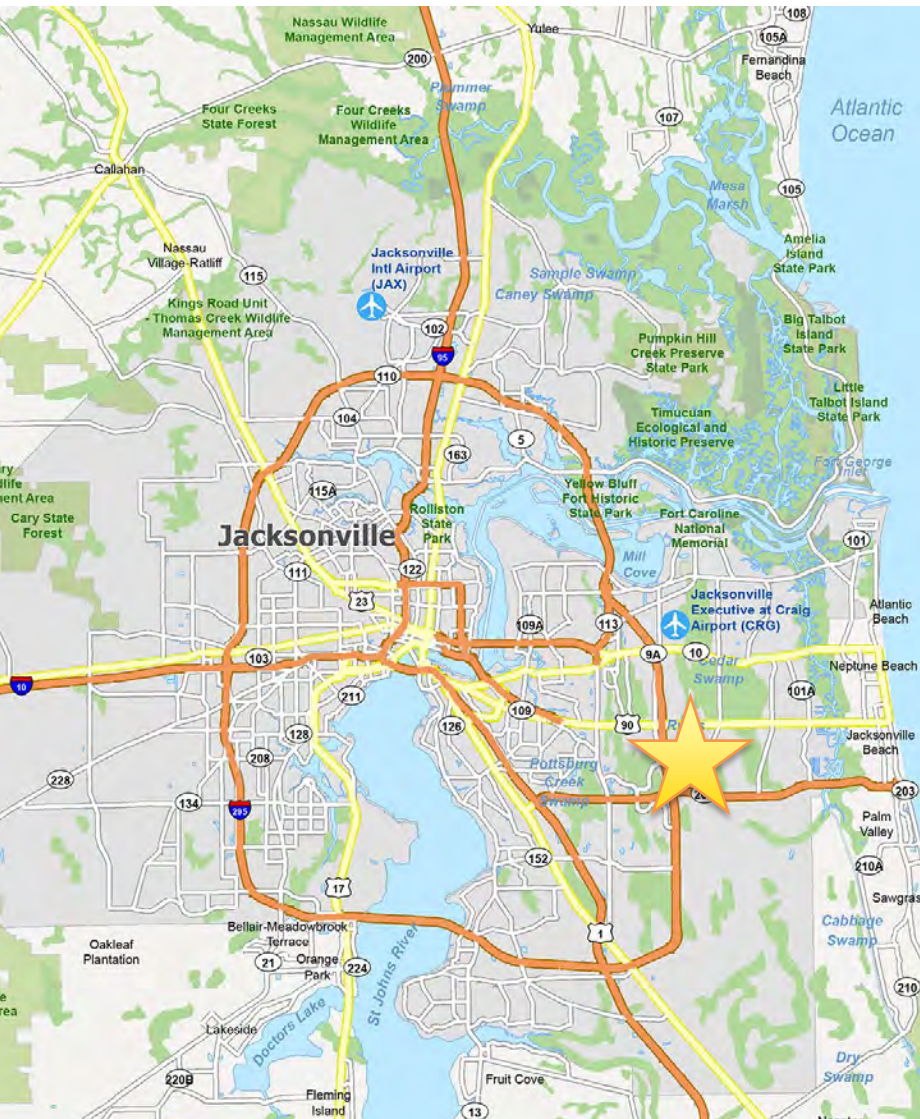 108
Nassau Wildlife
Management Area
Yulee
105A
200
Fernandina
Beach
Plummer
Swamp
Atlantic
Ocean
Four Creeks
State Forest
Four Creeks
Wildlife
Management Area
107
Callahan
Mesa
Marsh
105
Nassau
Village-Ratliff
Amelia
Island
State Park
115
Jacksonville
Intl Airport
(JAX)
Sample Swamp
Caney Swamp
Kings Road Unit
- Thomas Creek Wildlife
Management Area
Big Talbot
Island
State Park
102
95
Pumpkin Hill
Creek Preserve
State Park
110
Little
Talbot Island
State Park
104
Timucuan
Ecological and
Historic Preserve
5
163
Fort George
Inlet
115A
Yellow Bluff
Fort Historic
State Park
Cary State
Forest
Rolliston
State
Park
Fort Caroline
National
Memorial
Jacksonville
101
Mill
Cove
122
111
23
Jacksonville
Executive at Craig
Airport (CRG)
Atlantic
Beach
109A
113
103
9A
10
Cedar
Swamp
Neptune Beach
10
211
101A
109
90
126
128
Jacksonville
Beach
208
Pottsburg
Creek
Swamp
228
134
295
203
Palm
Valley
152
210A
17
Sawgras
Bellair-Meadowbrook
Terrace
1
Cabbage
Swamp
Oakleaf
Plantation
21
Orange
Park
224
St Johns River
210
Doctors Lake
Lakeside
Dry
Swamp
220B
Fruit Cove
Fleming
Island
13